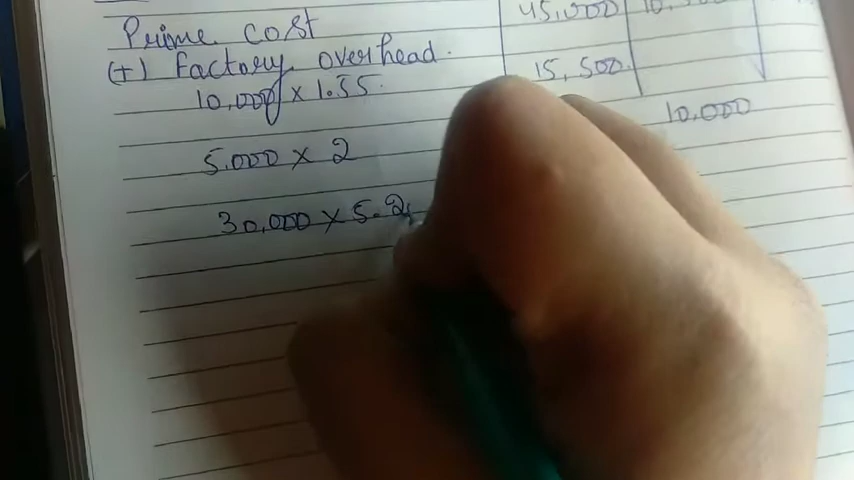 Prime cost 45,000
(+) Factory overhead.
10,000 x 1.55 15,500
10,000
5,000 x 2
30,000 x 5.2